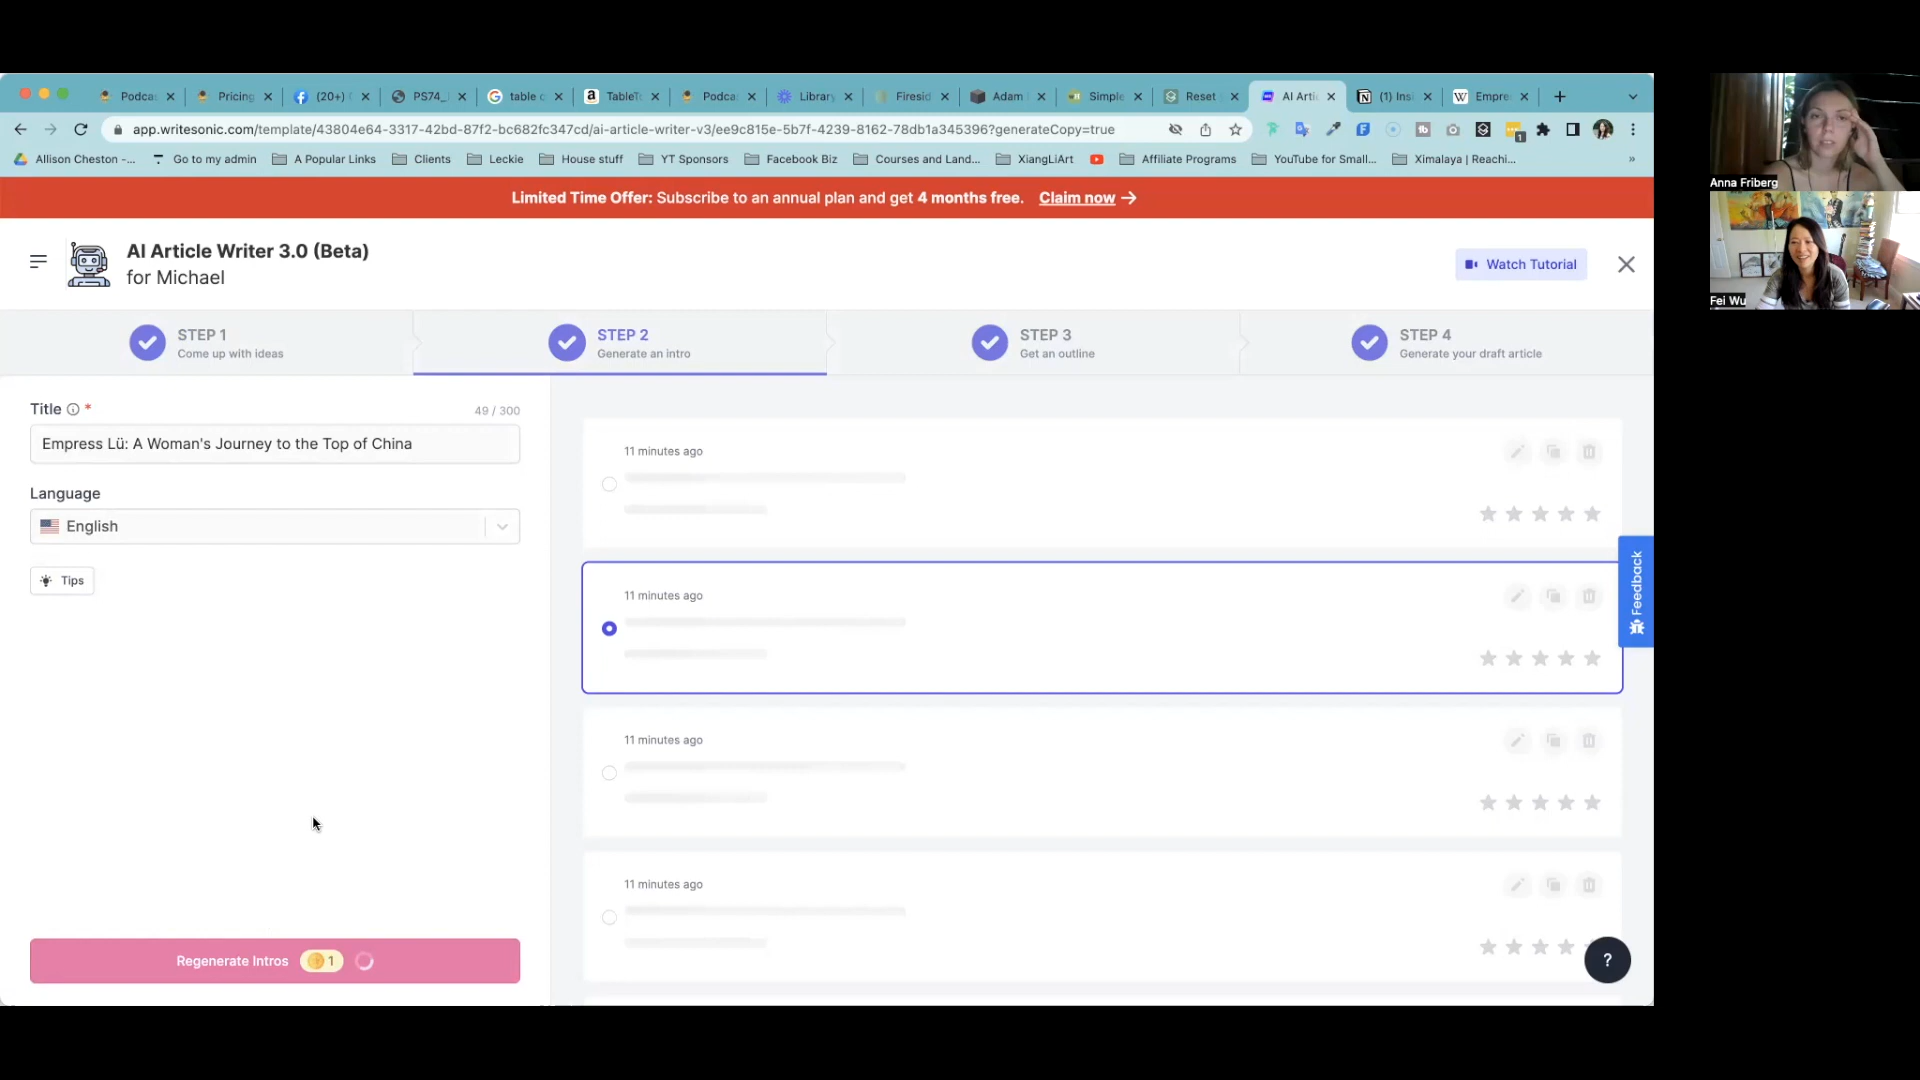 Podca
Pricing
(20+)
PS74_
table c
TableT
Podca
Library
Firesid
Adam
Simple
Reset
AI Arti
(1) Ins
Empre
app.writesonic.com/template/43804e64-3317-42bd-87f2-bc682fc347cd/ai-article-writer-v3/ee9c815e-5b7f-4239-8162-78db1a345396?generateCopy=true
Allison Cheston -...
Go to my admin
A Popular Links
Clients
Leckie
House stuff
YT Sponsors
Facebook Biz
Courses and Land...
XiangLiArt
Affiliate Programs
YouTube for Small...
Ximalaya | Reachi...
»
Limited Time Offer: Subscribe to an annual plan and get 4 months free. Claim now →
AI Article Writer 3.0 (Beta)
for Michael
Watch Tutorial
STEP 1
Come up with ideas
STEP 2
Generate an intro
STEP 3
Get an outline
STEP 4
Generate your draft article
Title *
49 / 300
Empress Lü: A Woman's Journey to the Top of China
Language
English
Tips
Regenerate Intros 1
11 minutes ago
11 minutes ago
11 minutes ago
11 minutes ago
Feedback
?
Anna Friberg
Fei Wu